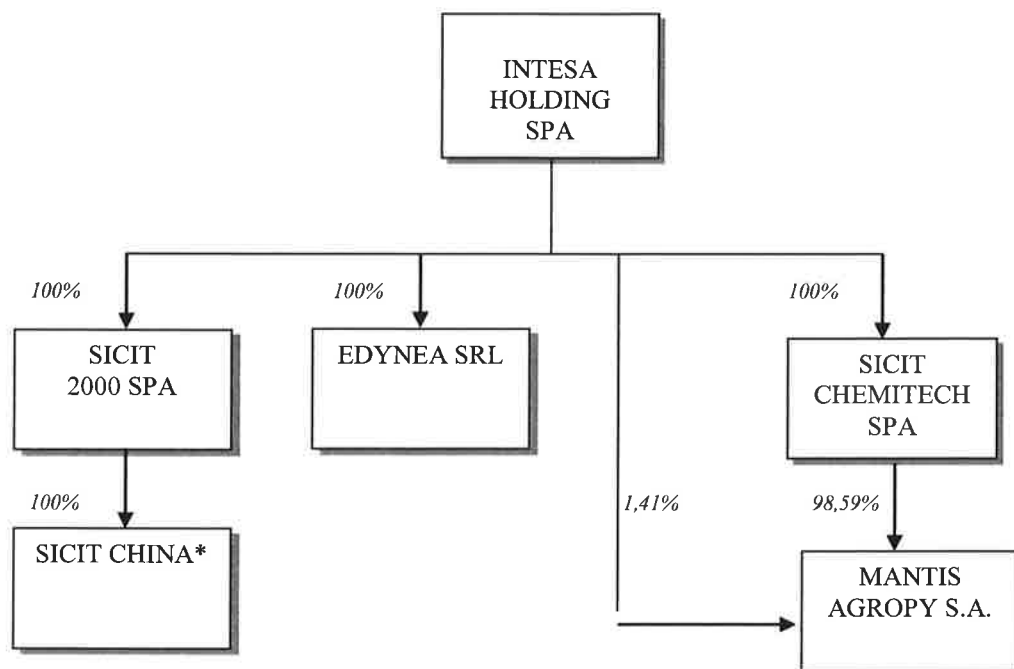 INTESA
HOLDING
SPA
100%
100%
100%
SICIT
2000 SPA
EDYNEA SRL
SICIT
CHEMITECH
SPA
100%
1,41%
98,59%
SICIT CHINA*
MANTIS
AGROPY S.A.